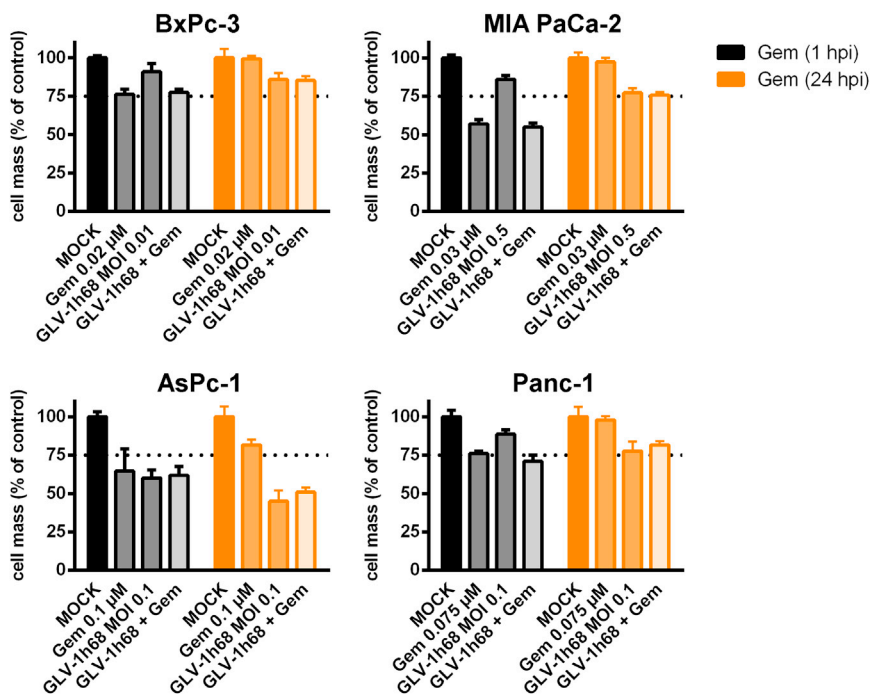 BxPc-3
cell mass (% of control)
100
75
50
25
0
MOCK
Gem 0.02 µM
GLV-1h68 MOI 0.01
GLV-1h68 + Gem
MOCK
Gem 0.02 µM
GLV-1h68 MOI 0.01
GLV-1h68 + Gem
MIA PaCa-2
cell mass (% of control)
100
75
50
25
0
MOCK
Gem 0.03 µM
GLV-1h68 MOI 0.5
GLV-1h68 + Gem
MOCK
Gem 0.03 µM
GLV-1h68 MOI 0.5
GLV-1h68 + Gem
Gem (1 hpi)
Gem (24 hpi)
AsPc-1
cell mass (% of control)
100
75
50
25
0
MOCK
Gem 0.1 µM
GLV-1h68 MOI 0.1
GLV-1h68 + Gem
MOCK
Gem 0.1 µM
GLV-1h68 MOI 0.1
GLV-1h68 + Gem
Panc-1
cell mass (% of control)
100
75
50
25
0
MOCK
Gem 0.075 µM
GLV-1h68 MOI 0.1
GLV-1h68 + Gem
MOCK
Gem 0.075 µM
GLV-1h68 MOI 0.1
GLV-1h68 + Gem